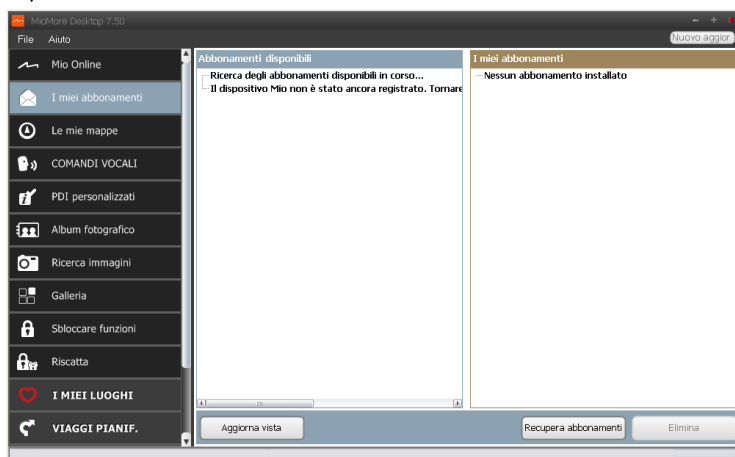 MioMore Desktop 7.50
File Aiuto
Nuovo aggior
Mio Online
I miei abbonamenti
Le mie mappe
COMANDI VOCALI
PDI personalizzati
Album fotografico
Ricerca immagini
Galleria
Sbloccare funzioni
Riscatta
I MIEI LUOGHI
VIAGGI PIANIF.
Abbonamenti disponibili
Ricerca degli abbonamenti disponibili in corso...
Il dispositivo Mio non è stato ancora registrato. Tornare
I miei abbonamenti
Nessun abbonamento installato
Aggiorna vista
Recupera abbonamenti
Elimina